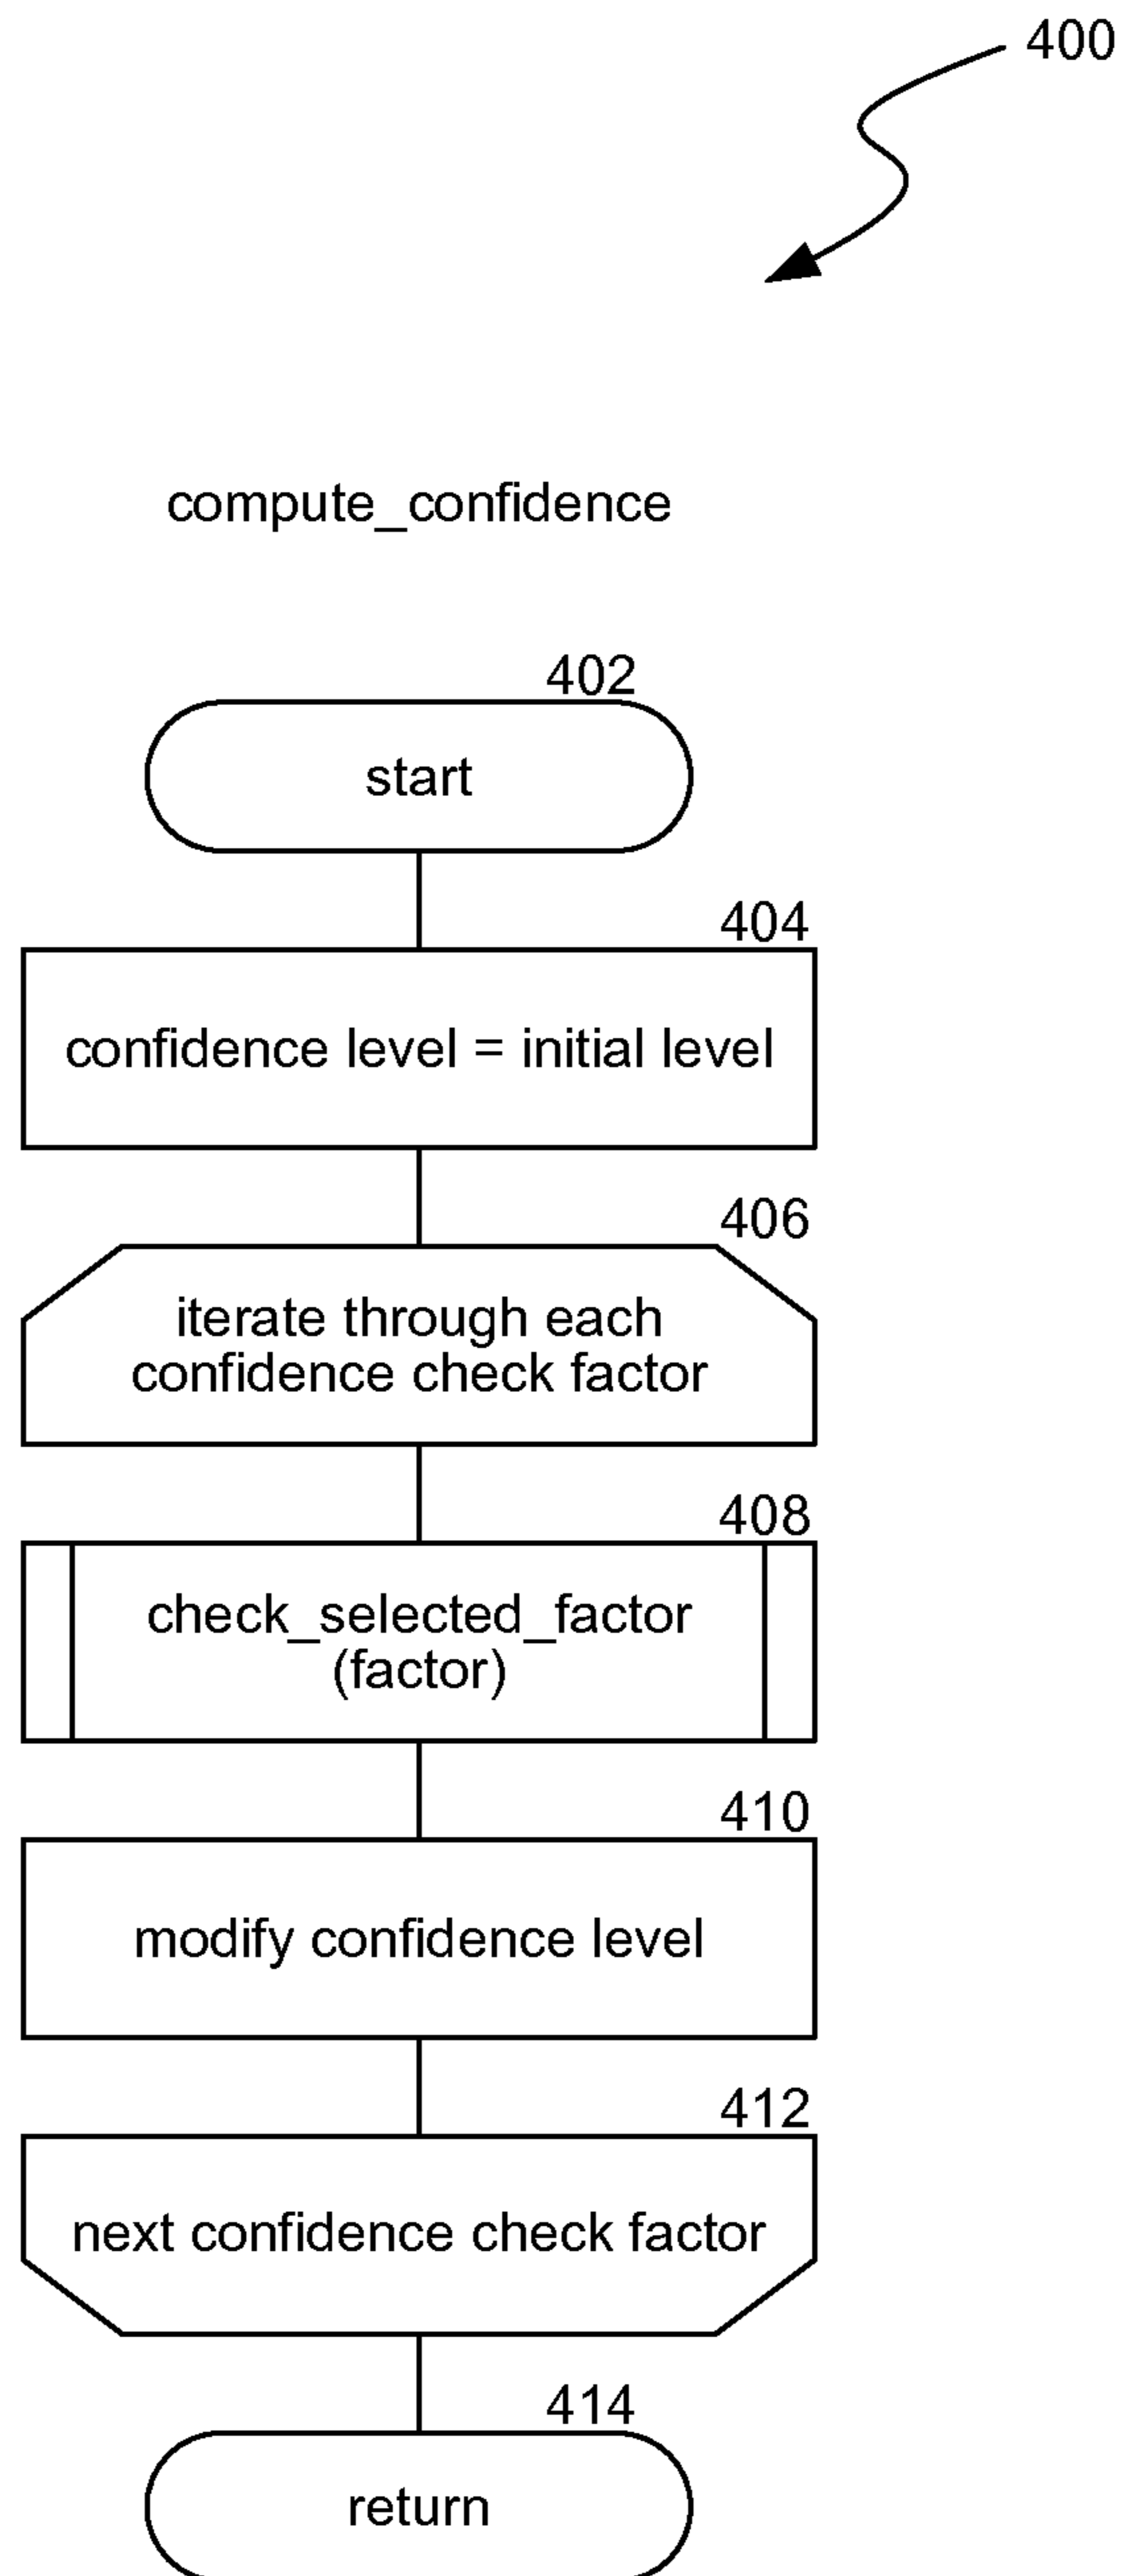 400
compute_confidence
402
start
404
confidence level = initial level
406
iterate through each
confidence check factor
408
check_selected_factor
(factor)
410
modify confidence level
412
next confidence check factor
414
return